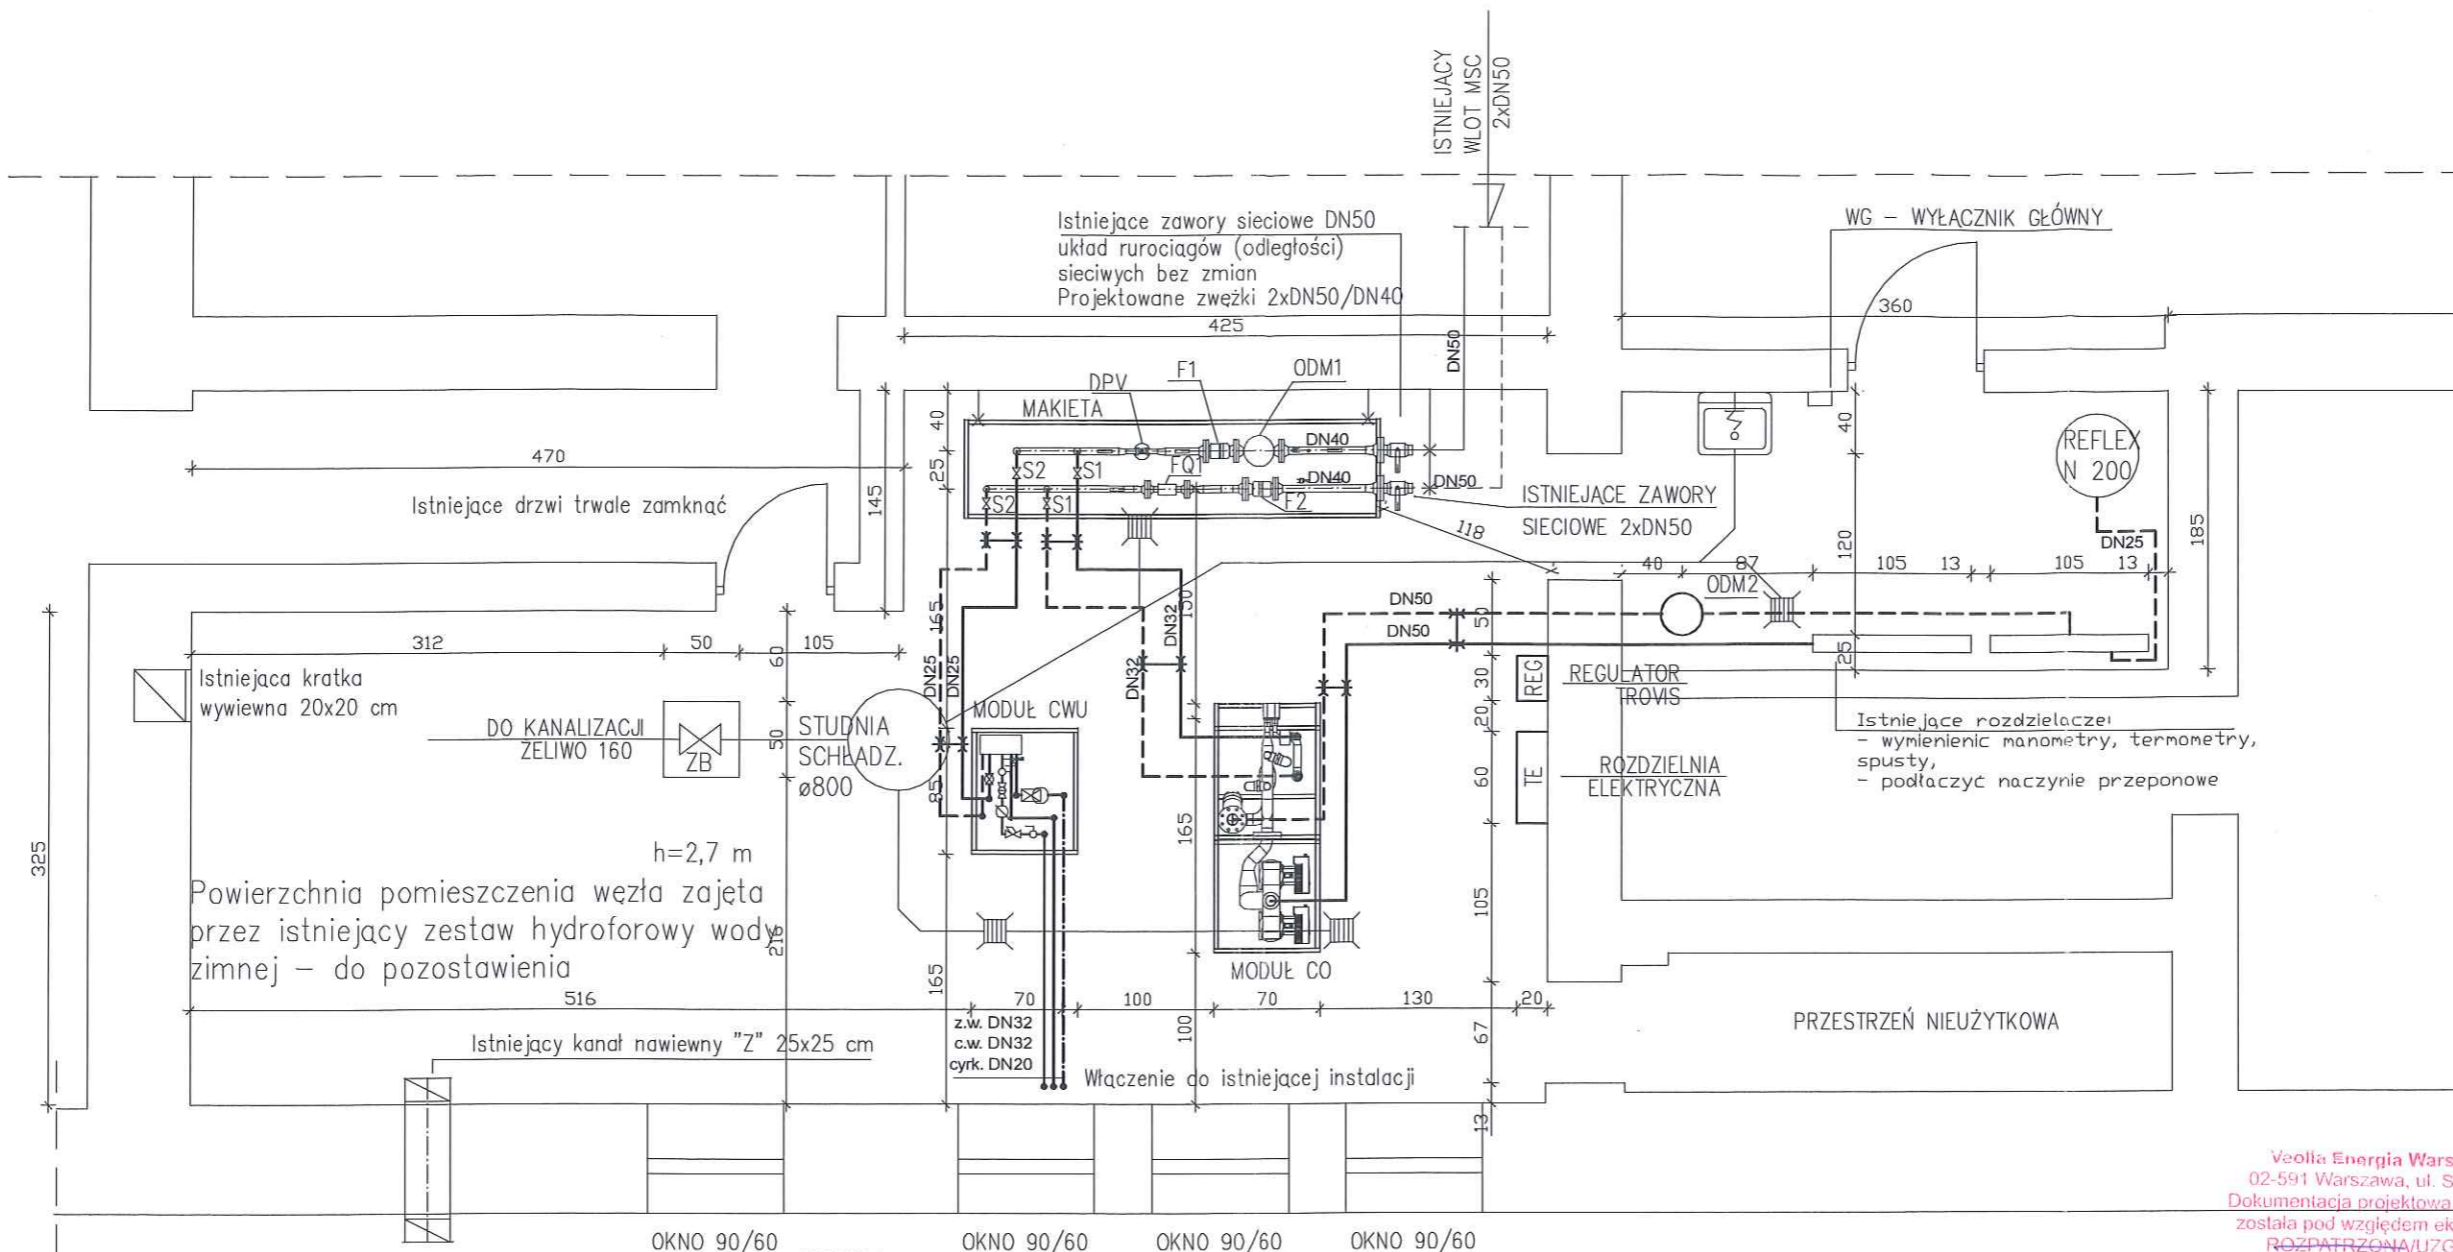 ISTNIEJACY
WLOT MSC
2xDN50
Istniejące zawory sieciowe DN50
układ rurociągów (odległości)
sieciwych bez zmian
Projektowane zwężki 2xDN50/DN40
WG – WYŁĄCZNIK GŁÓWNY
425
360
DN50
DPV
F1
ODM1
MAKIETA
40
25
DN40
S2
S1
FQ1
DN40
DN50
S2
S1
F2
ISTNIEJĄCE ZAWORY
SIECIOWE 2xDN50
118
REFLEX
N 200
DN25
40
120
25
185
470
145
Istniejące drzwi trwale zamknąć
40
87
105
13
105
13
ODM2
DN50
DN50
50
150
165
DN32
DN32
DN25
DN25
312
50
105
60
Istniejąca kratka
wywiewna 20x20 cm
DO KANALIZACJI
ŻELIWO 160
ZB
50
STUDNIA
SCHŁADZ.
ø800
MODUŁ CWU
85
REG
30
REGULATOR
TROVIS
20
TE
60
ROZDZIELNIA
ELEKTRYCZNA
Istniejące rozdzielacze:
- wymienienic manometry, termometry,
spusty,
- podłączyć naczynie przeponowe
325
h=2,7 m
Powierzchnia pomieszczenia węzła zajęta
przez istniejący zestaw hydroforowy wody
zimnej – do pozostawienia
216
165
165
105
MODUŁ CO
516
70
100
70
130
20
z.w. DN32
c.w. DN32
cyrk. DN20
100
67
13
PRZESTRZEŃ NIEUŻYTKOWA
Istniejący kanał nawiewny "Z" 25x25 cm
Włączenie do istniejącej instalacji
OKNO 90/60
OKNO 90/60
OKNO 90/60
OKNO 90/60
Veolia Energia Wars
02-591 Warszawa, ul. S
Dokumentacja projektowa
została pod względem ek
ROZPATRZONA/UZG